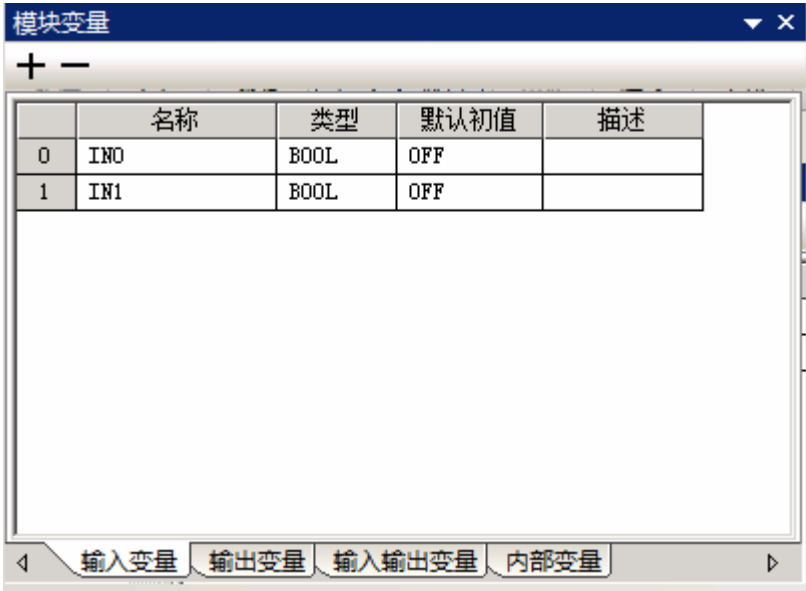 模块变量
名称 类型 默认初值 描述
0 IN0 BOOL OFF
1 IN1 BOOL OFF
输入变量 输出变量 输入输出变量 内部变量